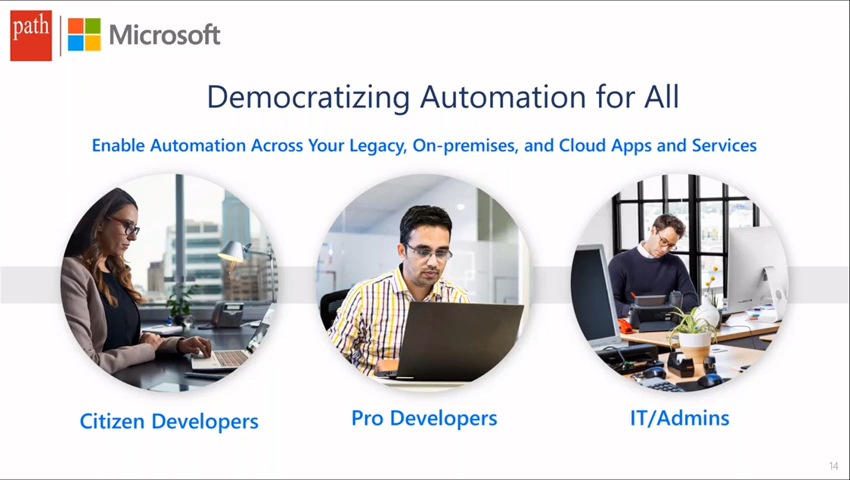 path
Microsoft
Democratizing Automation for All
Enable Automation Across Your Legacy, On-premises, and Cloud Apps and Services
Citizen Developers
Pro Developers
IT/Admins
14